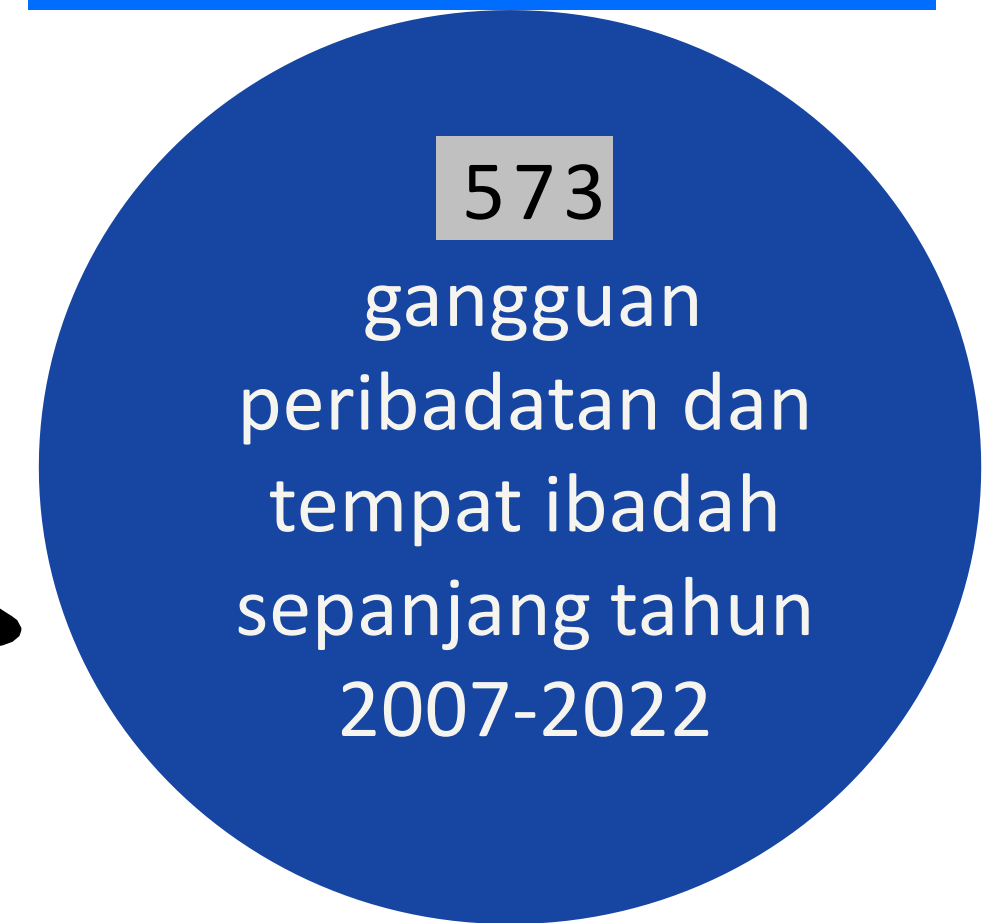 573
gangguan
peribadatan dan
tempat ibadah
sepanjang tahun
2007-2022